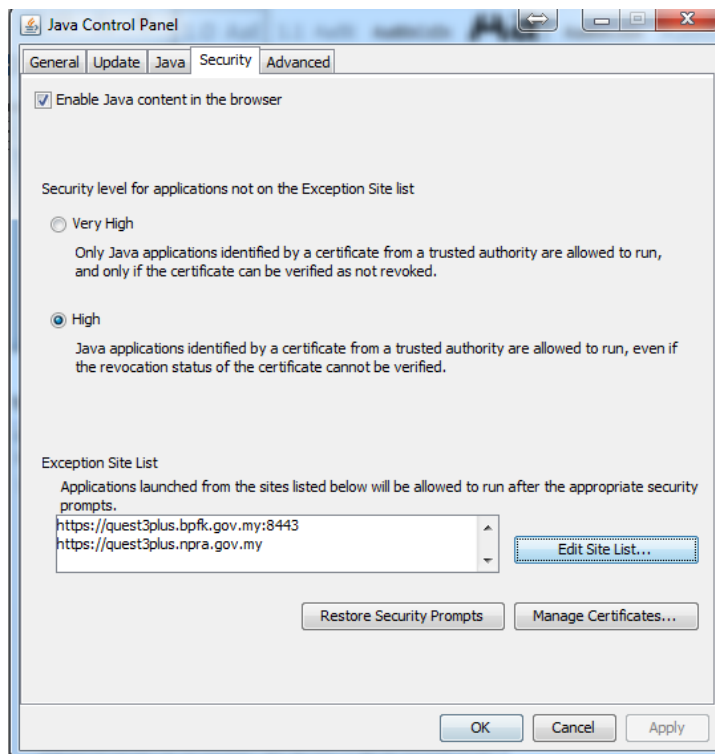 Java Control Panel
General Update Java Security Advanced
Enable Java content in the browser
Security level for applications not on the Exception Site list
Very High
Only Java applications identified by a certificate from a trusted authority are allowed to run,
and only if the certificate can be verified as not revoked.
High
Java applications identified by a certificate from a trusted authority are allowed to run, even if
the revocation status of the certificate cannot be verified.
Exception Site List
Applications launched from the sites listed below will be allowed to run after the appropriate security
prompts.
https://quest3plus.bpfk.gov.my:8443
https://quest3plus.npra.gov.my
Edit Site List...
Restore Security Prompts Manage Certificates...
OK Cancel Apply